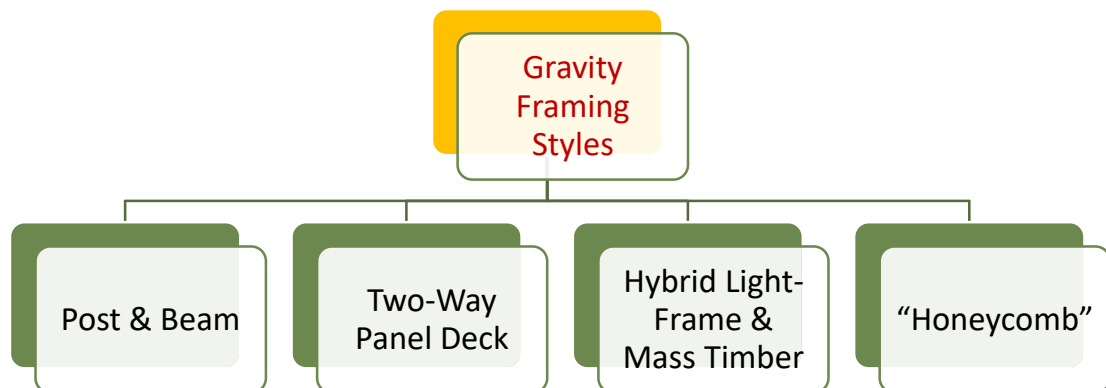 Gravity
Framing
Styles
Post & Beam
Two-Way
Panel Deck
Hybrid Light-
Frame &
Mass Timber
“Honeycomb”